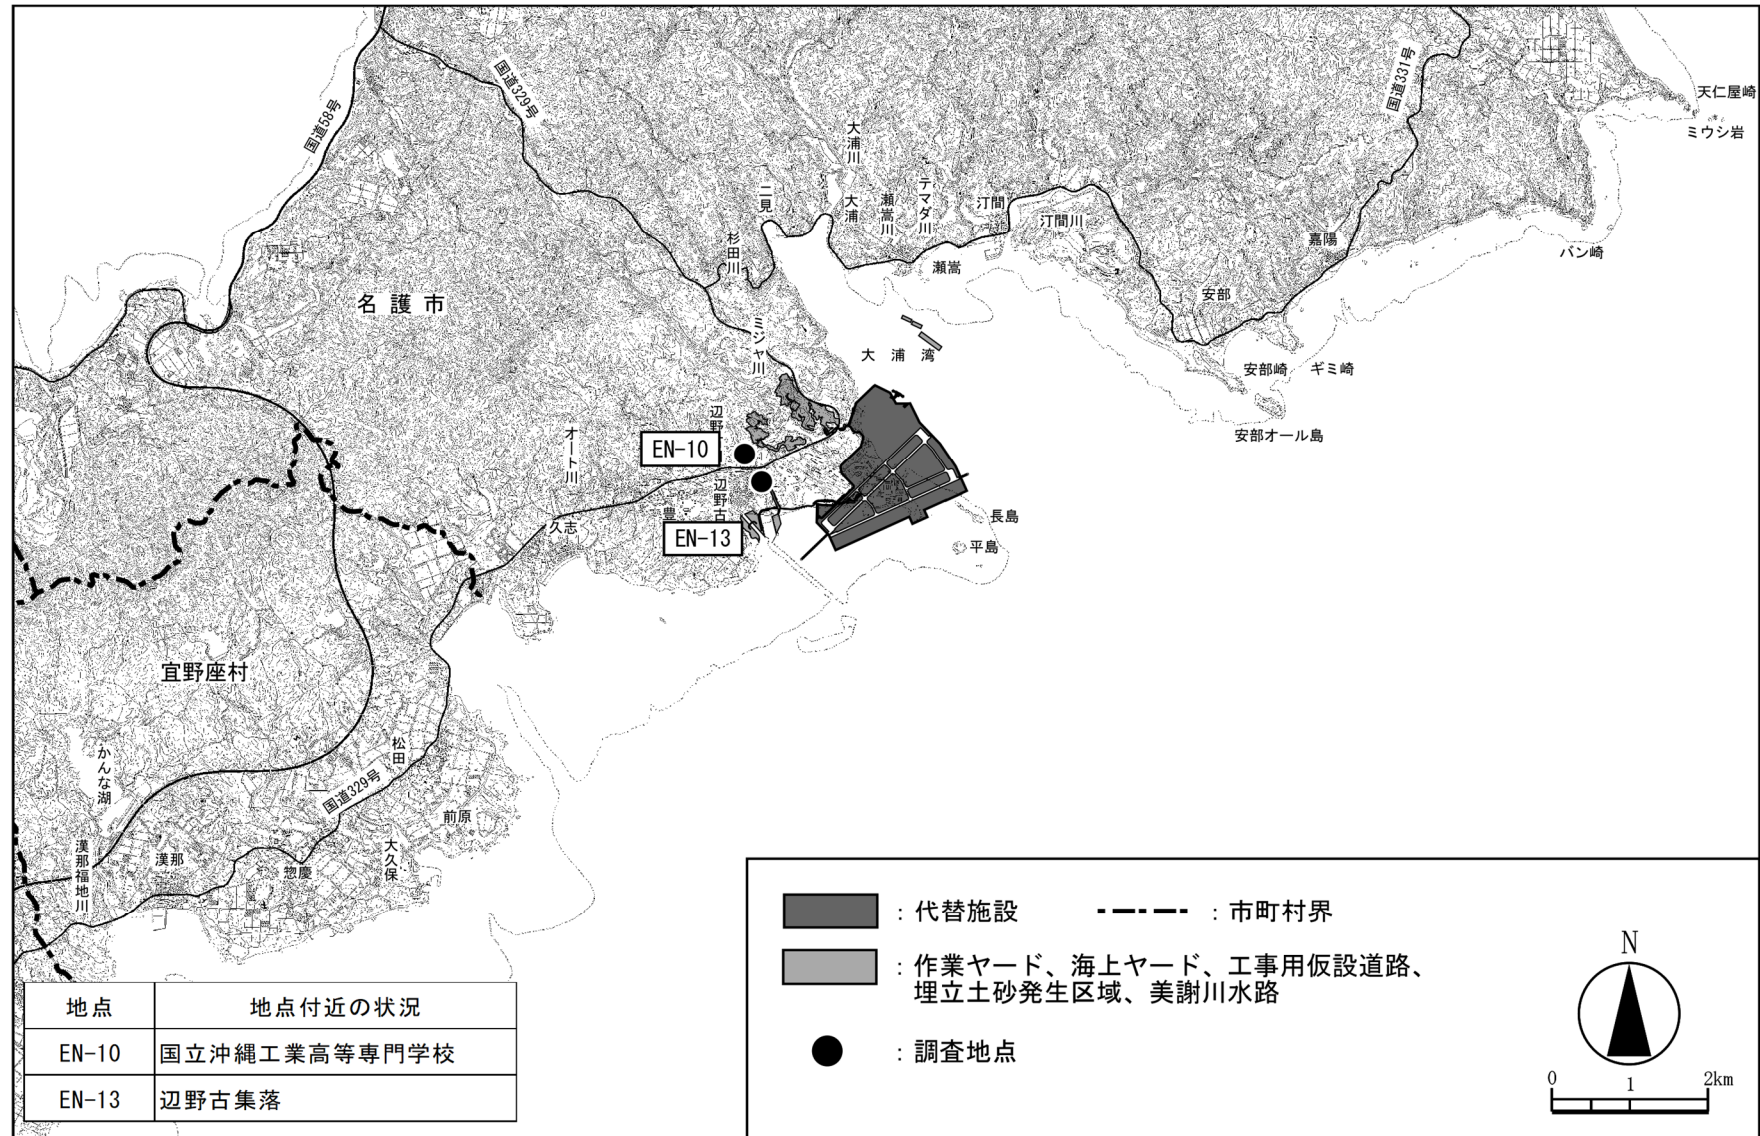 国道58号
国道329号
国道331号
天仁屋崎
ミウシ岩
バン崎
大浦川
二見
大浦
瀬嵩川
テマダ川
汀間
汀間川
嘉陽
杉田川
瀬嵩
安部
名護市
ミジャ川
大浦湾
安部崎
ギミ崎
安部オール島
オート川
辺野
EN-10
辺野古
豊
久志
EN-13
長島
平島
宜野座村
かんな湖
松田
国道329号
前原
大久保
漢那福地川
漢那
惣慶
地点 地点付近の状況
EN-10 国立沖縄工業高等専門学校
EN-13 辺野古集落
：代替施設 ：市町村界
：作業ヤード、海上ヤード、工事用仮設道路、
埋立土砂発生区域、美謝川水路
：調査地点
N
0 1 2km